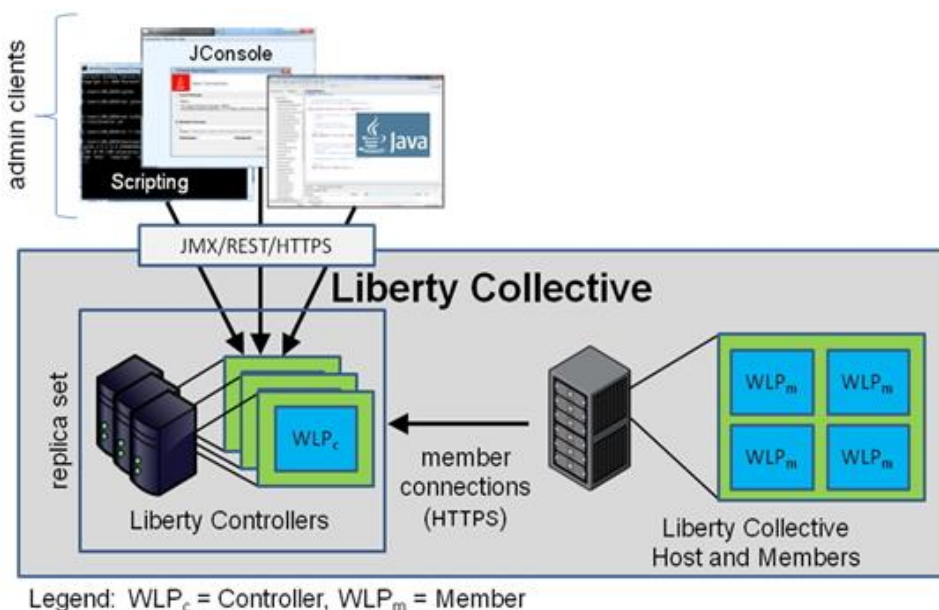 admin clients
JConsole
Scripting
Java
JMX/REST/HTTPS
Liberty Collective
replica set
WLPc
Liberty Controllers
member
connections
(HTTPS)
WLPm WLPm
WLPm WLPm
Liberty Collective
Host and Members
Legend: WLPc = Controller, WLPm = Member